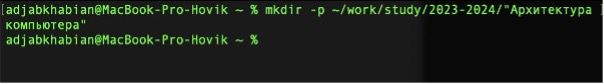 [adjabkhabian@MacBook-Pro-Hovik ~ % mkdir -p ~/work/study/2023-2024/"Архитектура ]
компьютера"
adjabkhabian@MacBook-Pro-Hovik ~ %